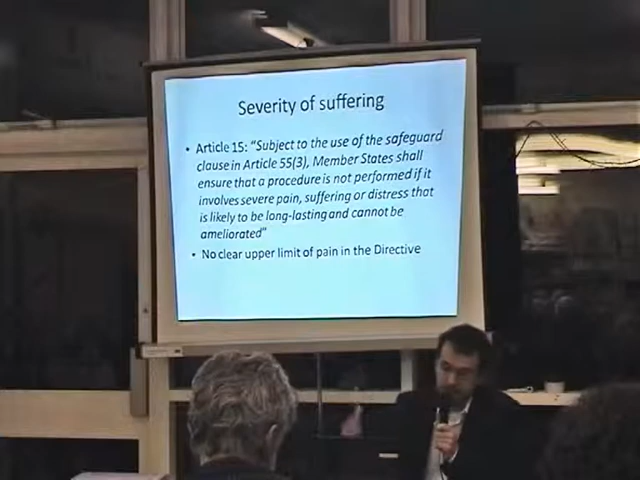 Severity of suffering
• Article 15: "Subject to the use of the safeguard
clause in Article 55(3), Member States shall
ensure that a procedure is not performed if it
involves severe pain, suffering or distress that
is likely to be long-lasting and cannot be
ameliorated"
• No clear upper limit of pain in the Directive